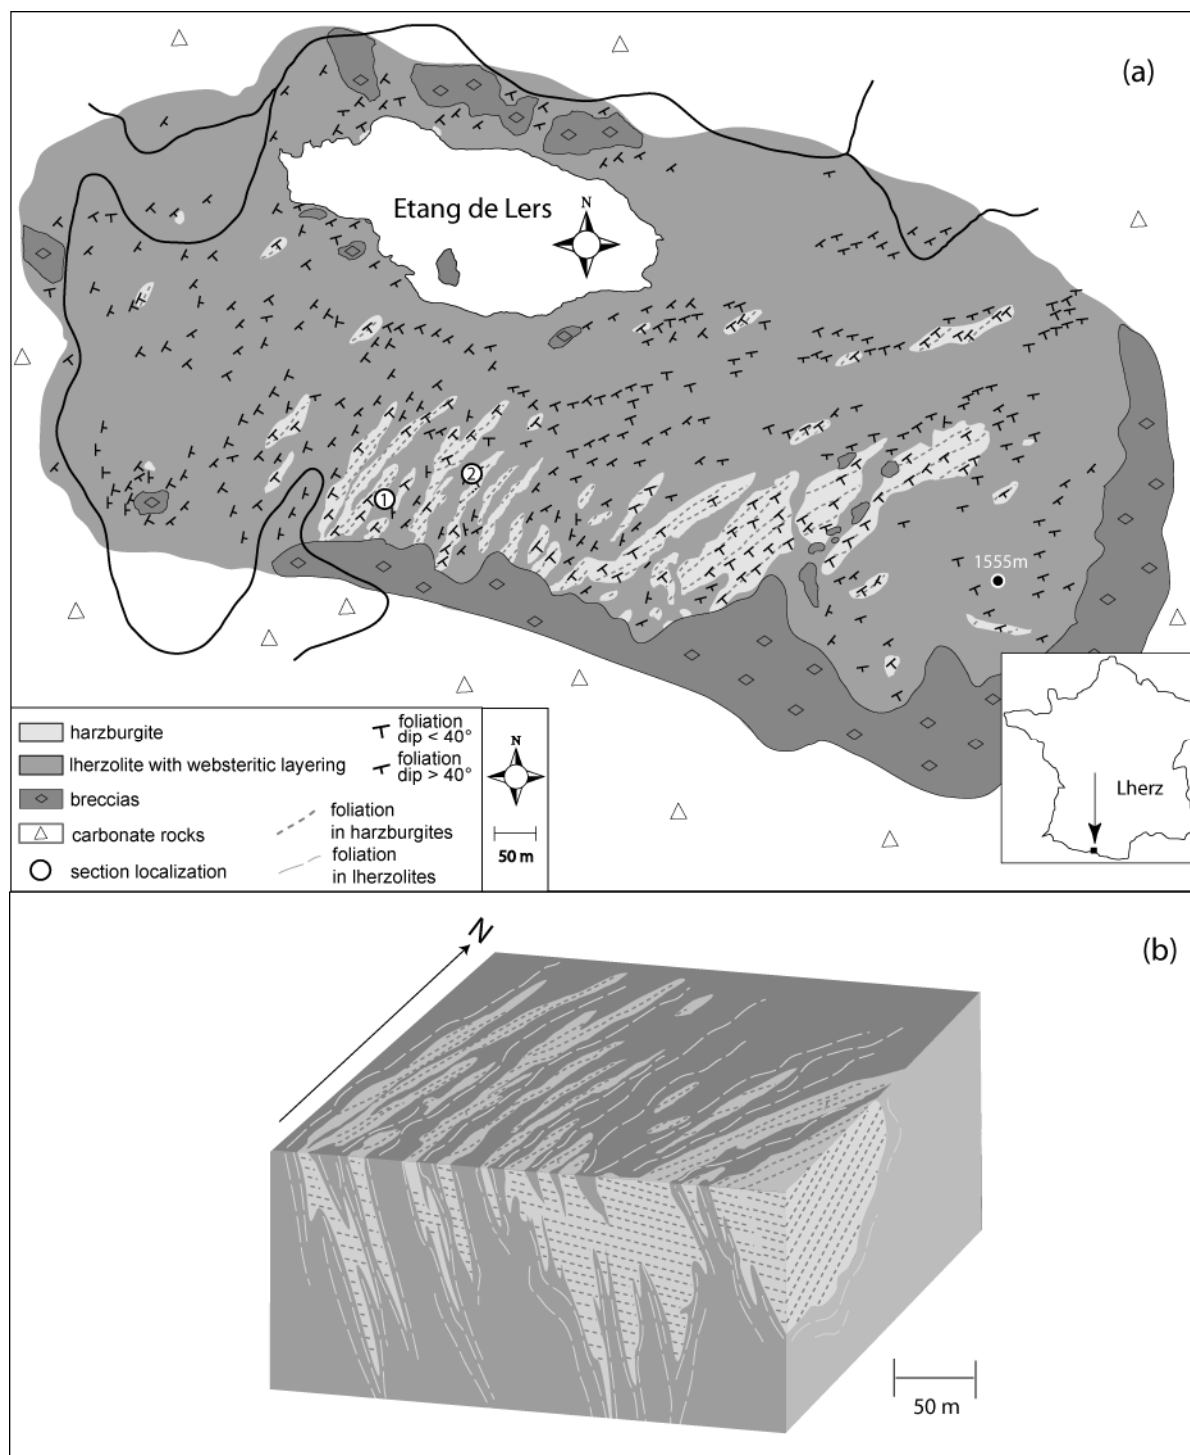 (a)
Etang de Lers
N
1
2
1555m
harzburgite
lherzolite with websteritic layering
breccias
carbonate rocks
section localization
foliation
dip < 40°
foliation
dip > 40°
foliation
in harzburgites
foliation
in lherzolites
N
50 m
Lherz
(b)
N
50 m